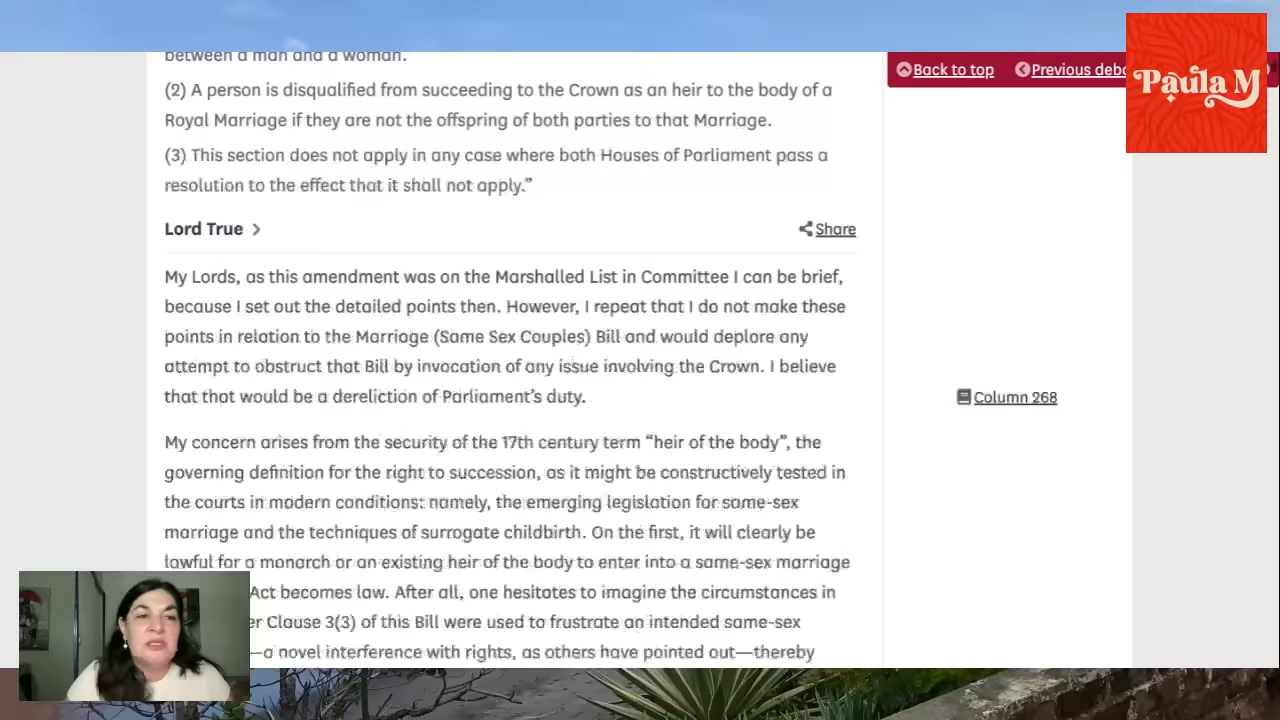 between a man and a woman.
(2) A person is disqualified from succeeding to the Crown as an heir to the body of a
Royal Marriage if they are not the offspring of both parties to that Marriage.
(3) This section does not apply in any case where both Houses of Parliament pass a
resolution to the effect that it shall not apply.”
Lord True
Share
My Lords, as this amendment was on the Marshalled List in Committee I can be brief,
because I set out the detailed points then. However, I repeat that I do not make these
points in relation to the Marriage (Same Sex Couples) Bill and would deplore any
attempt to obstruct that Bill by invocation of any issue involving the Crown. I believe
that that would be a dereliction of Parliament’s duty.
My concern arises from the security of the 17th century term “heir of the body”, the
governing definition for the right to succession, as it might be constructively tested in
the courts in modern conditions: namely, the emerging legislation for same-sex
marriage and the techniques of surrogate childbirth. On the first, it will clearly be
lawful for a monarch or an existing heir of the body to enter into a same-sex marriage
Act becomes law. After all, one hesitates to imagine the circumstances in
er Clause 3(3) of this Bill were used to frustrate an intended same-sex
—a novel interference with rights, as others have pointed out—thereby
Back to top
Previous deba
Paula M
Column 268